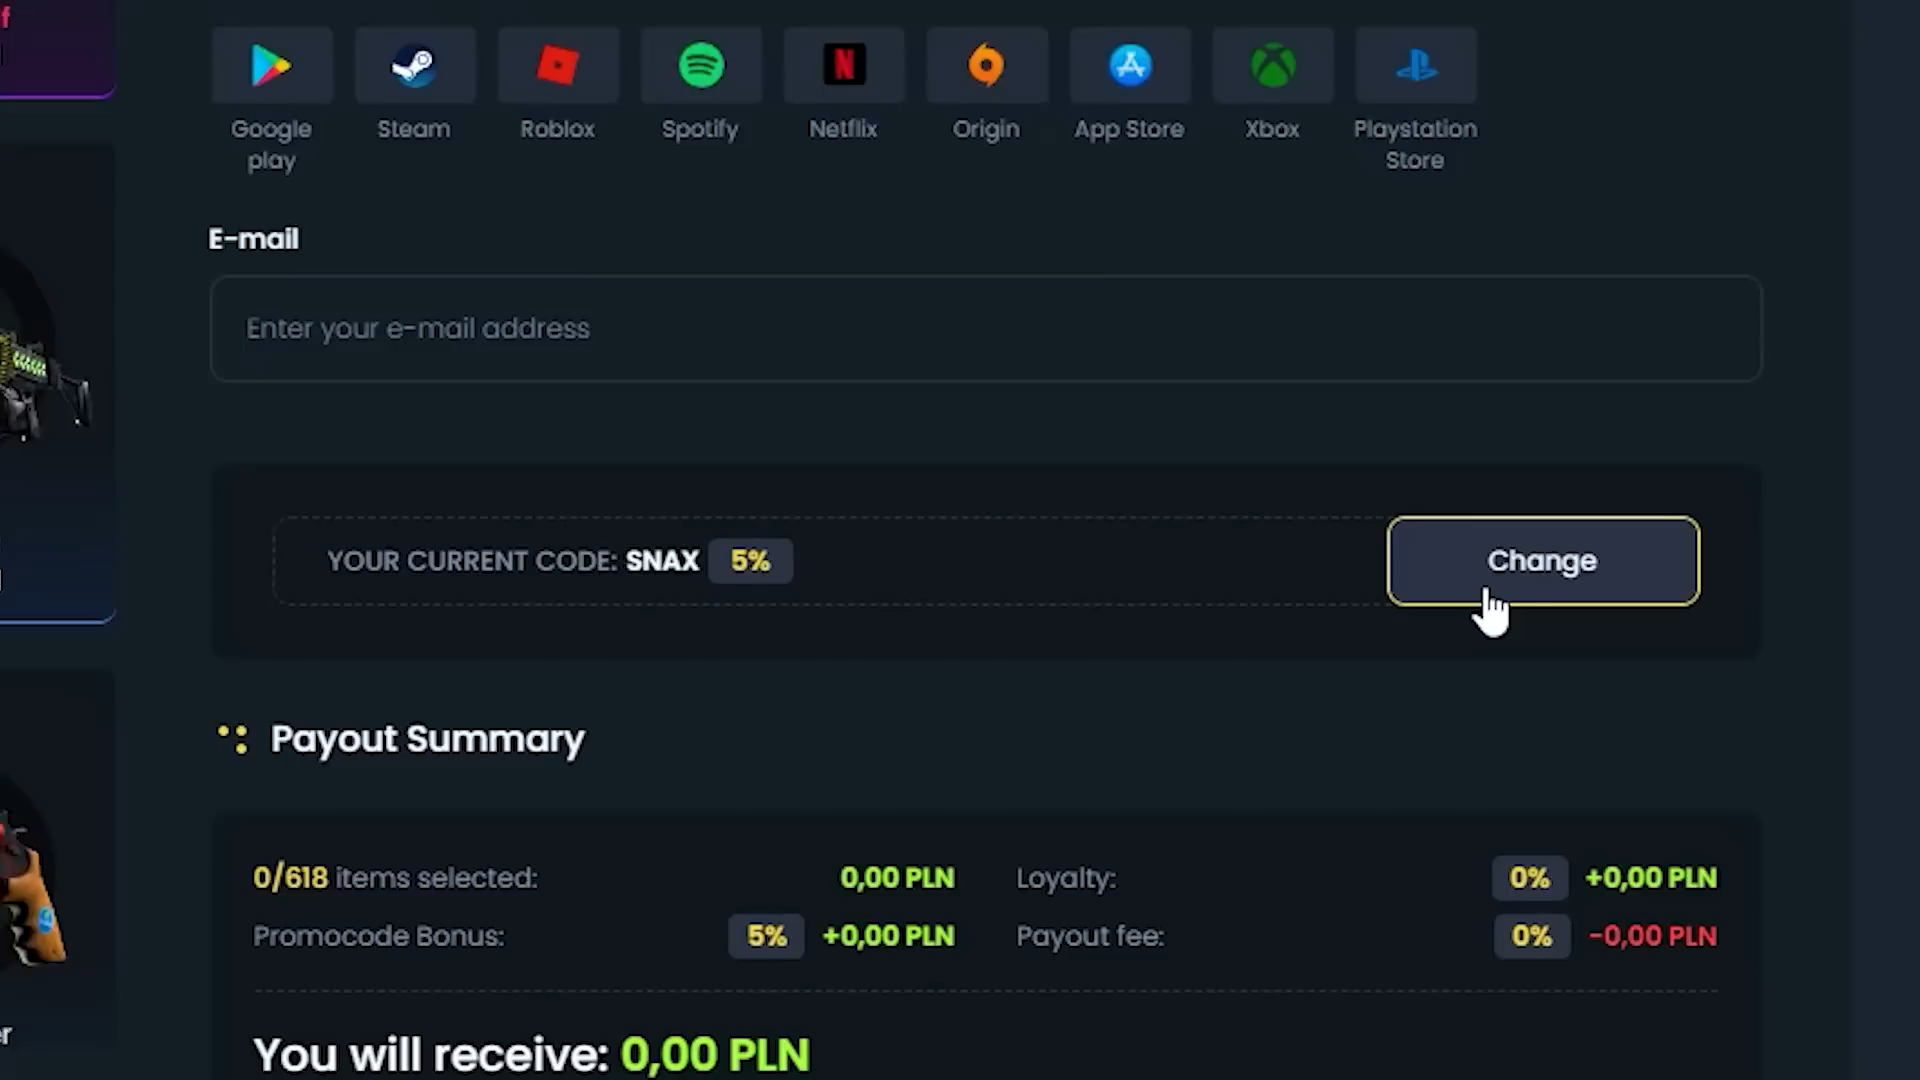 Google play
Steam
Roblox
Spotify
Netflix
Origin
App Store
Xbox
Playstation Store
E-mail
Enter your e-mail address
YOUR CURRENT CODE: SNAX 5%
Change
Payout Summary
0/618 items selected: 0,00 PLN
Loyalty: 0% +0,00 PLN
Promocode Bonus: 5% +0,00 PLN
Payout fee: 0% -0,00 PLN
You will receive: 0,00 PLN